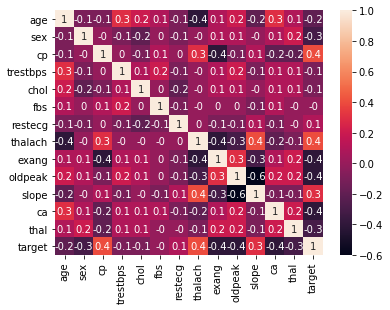 age 1 -0.1 -0.1 0.3 0.2 0.1 -0.1 -0.4 0.1 0.2 -0.2 0.3 0.1 -0.2
sex -0.1 1 -0 -0.1 -0.2 0 -0.1 -0 0.1 0.1 -0 0.1 0.2 -0.3
cp -0.1 -0 1 0 -0.1 0.1 0 0.3 -0.4 -0.1 0.1 -0.2 -0.2 0.4
trestbps 0.3 -0.1 0 1 0.1 0.2 -0.1 -0 0.1 0.2 -0.1 0.1 0.1 -0.1
chol 0.2 -0.2 -0.1 0.1 1 0 -0.2 -0 0.1 0.1 -0 0.1 0.1 -0.1
fbs 0.1 0 0.1 0.2 0 1 -0.1 -0 0 0 -0.1 0.1 -0 -0
restecg -0.1 -0.1 0 -0.1 -0.2 -0.1 1 0 -0.1 -0.1 0.1 -0.1 -0 0.1
thalach -0.4 -0 0.3 -0 -0 -0 0 1 -0.4 -0.3 0.4 -0.2 -0.1 0.4
exang 0.1 0.1 -0.4 0.1 0.1 0 -0.1 -0.4 1 0.3 -0.3 0.1 0.2 -0.4
oldpeak 0.2 0.1 -0.1 0.2 0.1 0 -0.1 -0.3 0.3 1 -0.6 0.2 0.2 -0.4
slope -0.2 -0 0.1 -0.1 -0 -0.1 0.1 0.4 -0.3 -0.6 1 -0.1 -0.1 0.3
ca 0.3 0.1 -0.2 0.1 0.1 0.1 -0.1 -0.2 0.1 0.2 -0.1 1 0.2 -0.4
thal 0.1 0.2 -0.2 0.1 0.1 -0 -0 -0.1 0.2 0.2 -0.1 0.2 1 -0.3
target -0.2 -0.3 0.4 -0.1 -0.1 -0 0.1 0.4 -0.4 -0.4 0.3 -0.4 -0.3 1
age sex cp trestbps chol fbs restecg thalach exang oldpeak slope ca thal target
1.0
0.8
0.6
0.4
0.2
0.0
−0.2
−0.4
−0.6